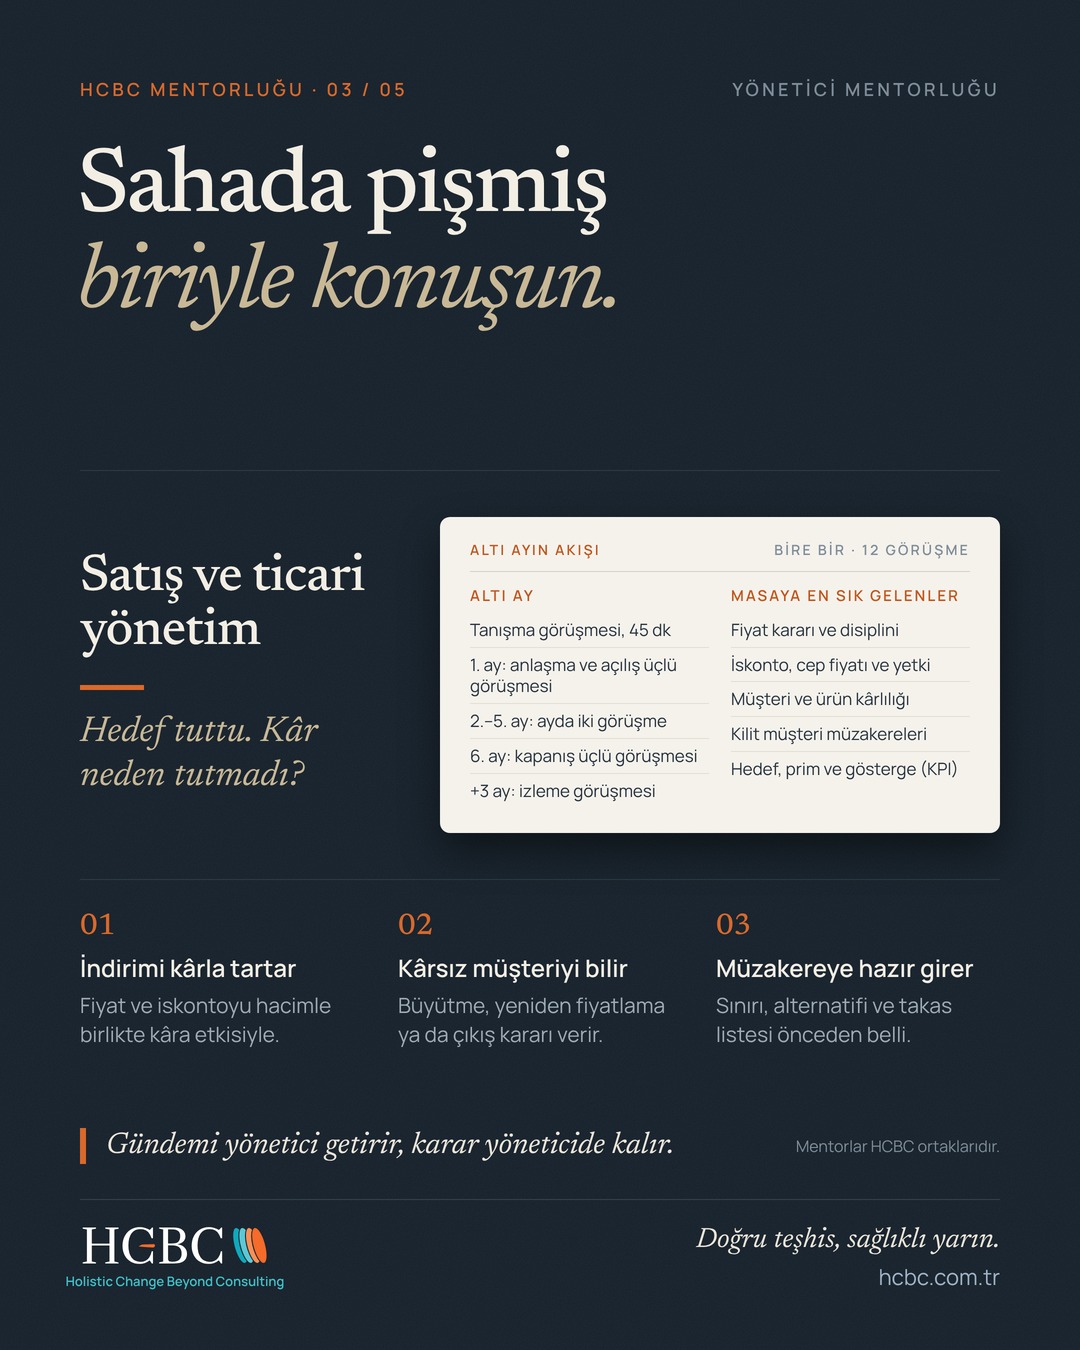 HCBC MENTORLUĞU · 03 / 05
YÖNETİCİ MENTORLUĞU
Sahada pişmiş
biriyle konuşun.
Satış ve ticari
yönetim
Hedef tuttu. Kâr
neden tutmadı?
ALTI AYIN AKIŞI
BİRE BİR · 12 GÖRÜŞME
ALTI AY
Tanışma görüşmesi, 45 dk
1. ay: anlaşma ve açılış üçlü
görüşmesi
2.–5. ay: ayda iki görüşme
6. ay: kapanış üçlü görüşmesi
+3 ay: izleme görüşmesi
MASAYA EN SIK GELENLER
Fiyat kararı ve disiplini
İskonto, cep fiyatı ve yetki
Müşteri ve ürün kârlılığı
Kilit müşteri müzakereleri
Hedef, prim ve gösterge (KPI)
01
İndirimi kârla tartar
Fiyat ve iskontoyu hacimle
birlikte kâra etkisiyle.
02
Kârsız müşteriyi bilir
Büyütme, yeniden fiyatlama
ya da çıkış kararı verir.
03
Müzakereye hazır girer
Sınırı, alternatifi ve takas
listesi önceden belli.
Gündemi yönetici getirir, karar yöneticide kalır.
Mentorlar HCBC ortaklarıdır.
HCBC
Holistic Change Beyond Consulting
Doğru teşhis, sağlıklı yarın.
hcbc.com.tr